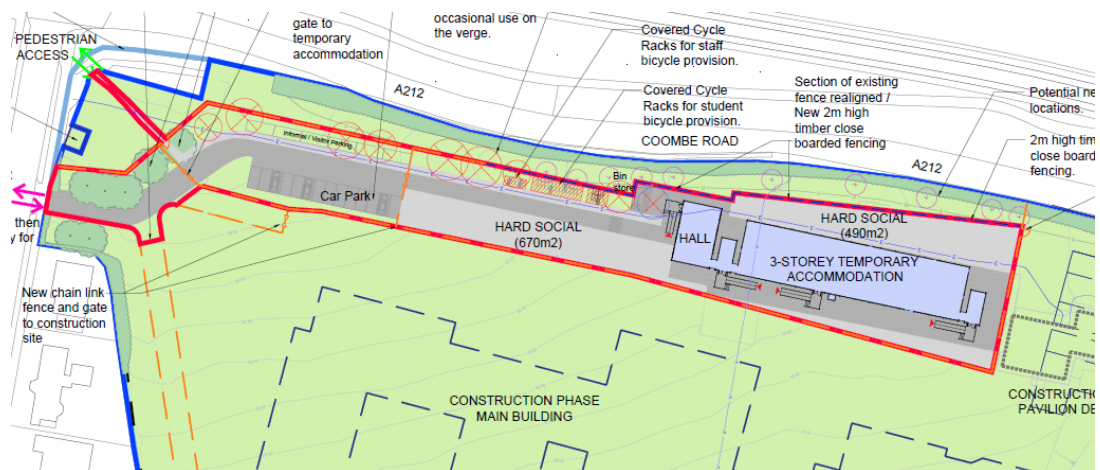 gate to
temporary
accommodation
occasional use on
the verge.
PEDESTRIAN
ACCESS
Covered Cycle
Racks for staff
bicycle provision.
Covered Cycle
Racks for student
bicycle provision.
COOMBE ROAD
Section of existing
fence realigned /
New 2m high
timber close
boarded fencing
Potential ne
locations.
2m high tim
close board
fencing.
A212
A212
Informal / Visitor Parking
Bin
store
Car Park
HARD SOCIAL
(670m2)
HALL
HARD SOCIAL
(490m2)
3-STOREY TEMPORARY
ACCOMMODATION
then
y for
New chain link
fence and gate
to construction
site
CONSTRUCTION PHASE
MAIN BUILDING
CONSTRUCTIO
PAVILION DE